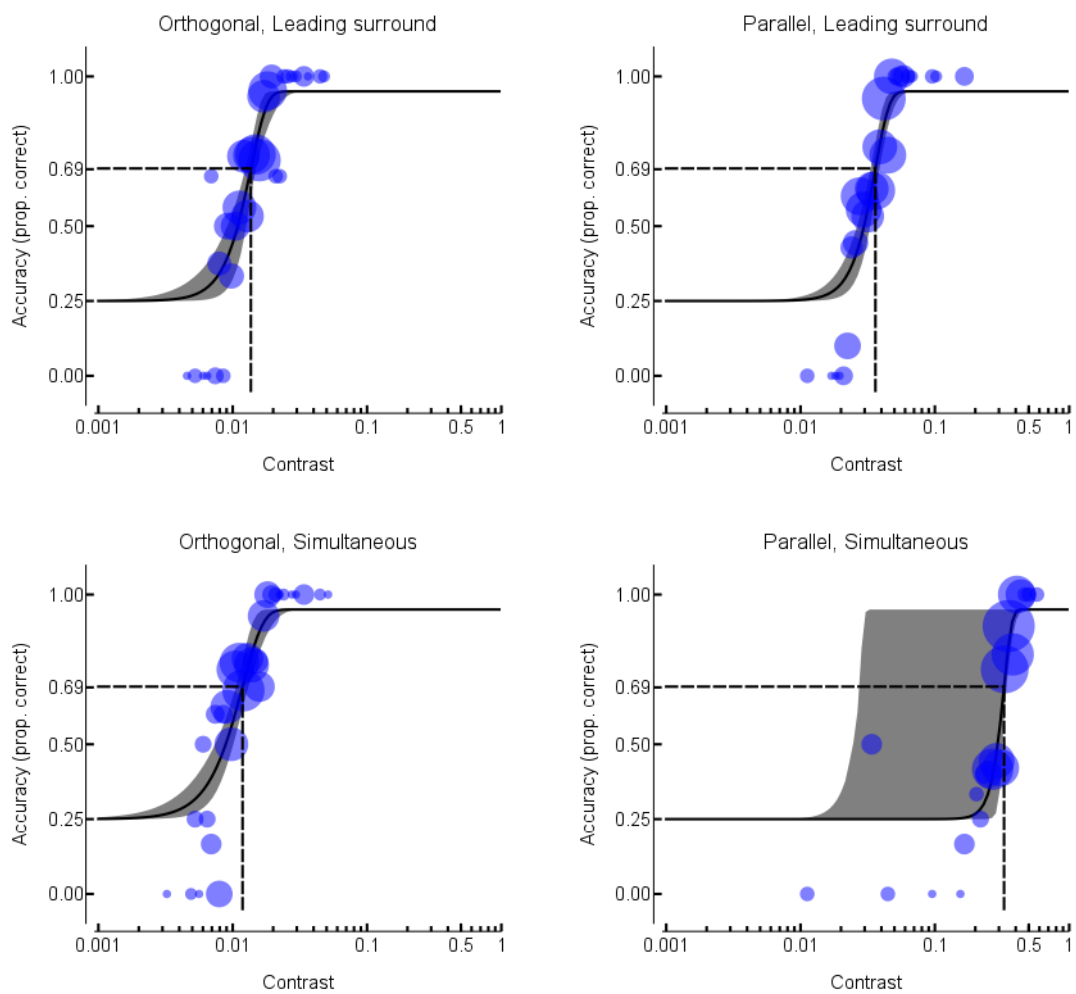 Orthogonal, Leading surround
Accuracy (prop. correct)
1.00
0.69
0.50
0.25
0.00
0.001 0.01 0.1 0.5 1
Contrast
Parallel, Leading surround
Accuracy (prop. correct)
1.00
0.69
0.50
0.25
0.00
0.001 0.01 0.1 0.5 1
Contrast
Orthogonal, Simultaneous
Accuracy (prop. correct)
1.00
0.69
0.50
0.25
0.00
0.001 0.01 0.1 0.5 1
Contrast
Parallel, Simultaneous
Accuracy (prop. correct)
1.00
0.69
0.50
0.25
0.00
0.001 0.01 0.1 0.5 1
Contrast